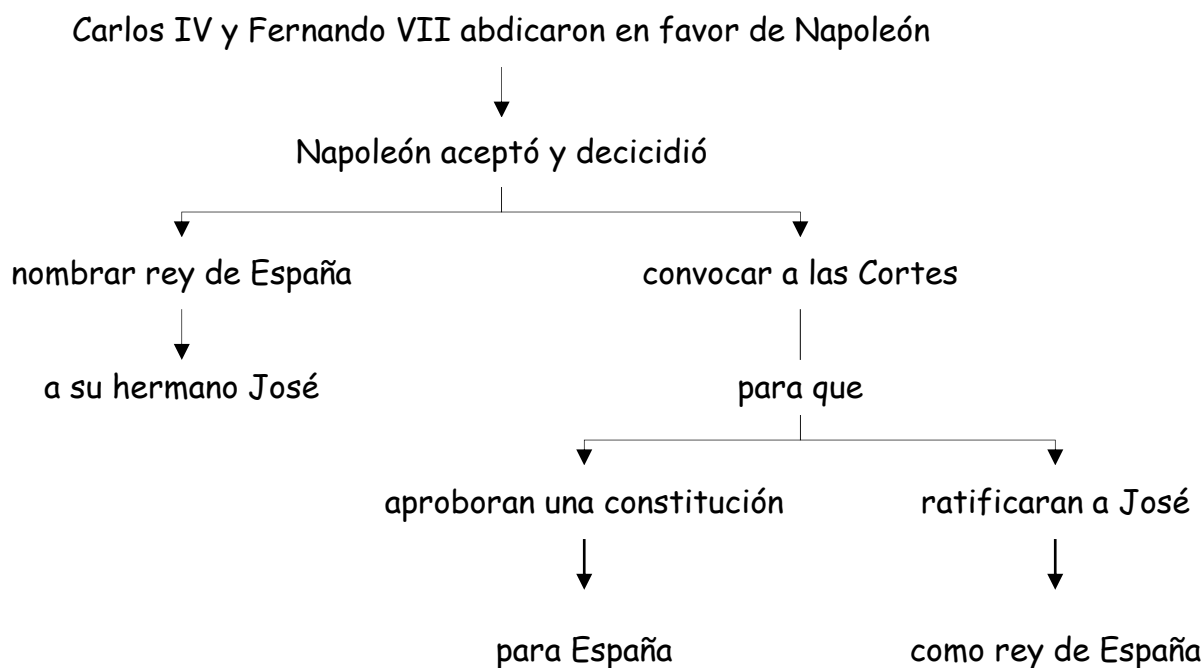 Carlos IV y Fernando VII abdicaron en favor de Napoleón
Napoleón aceptó y decicidió
nombrar rey de España
convocar a las Cortes
a su hermano José
para que
aproboran una constitución
ratificaran a José
para España
como rey de España